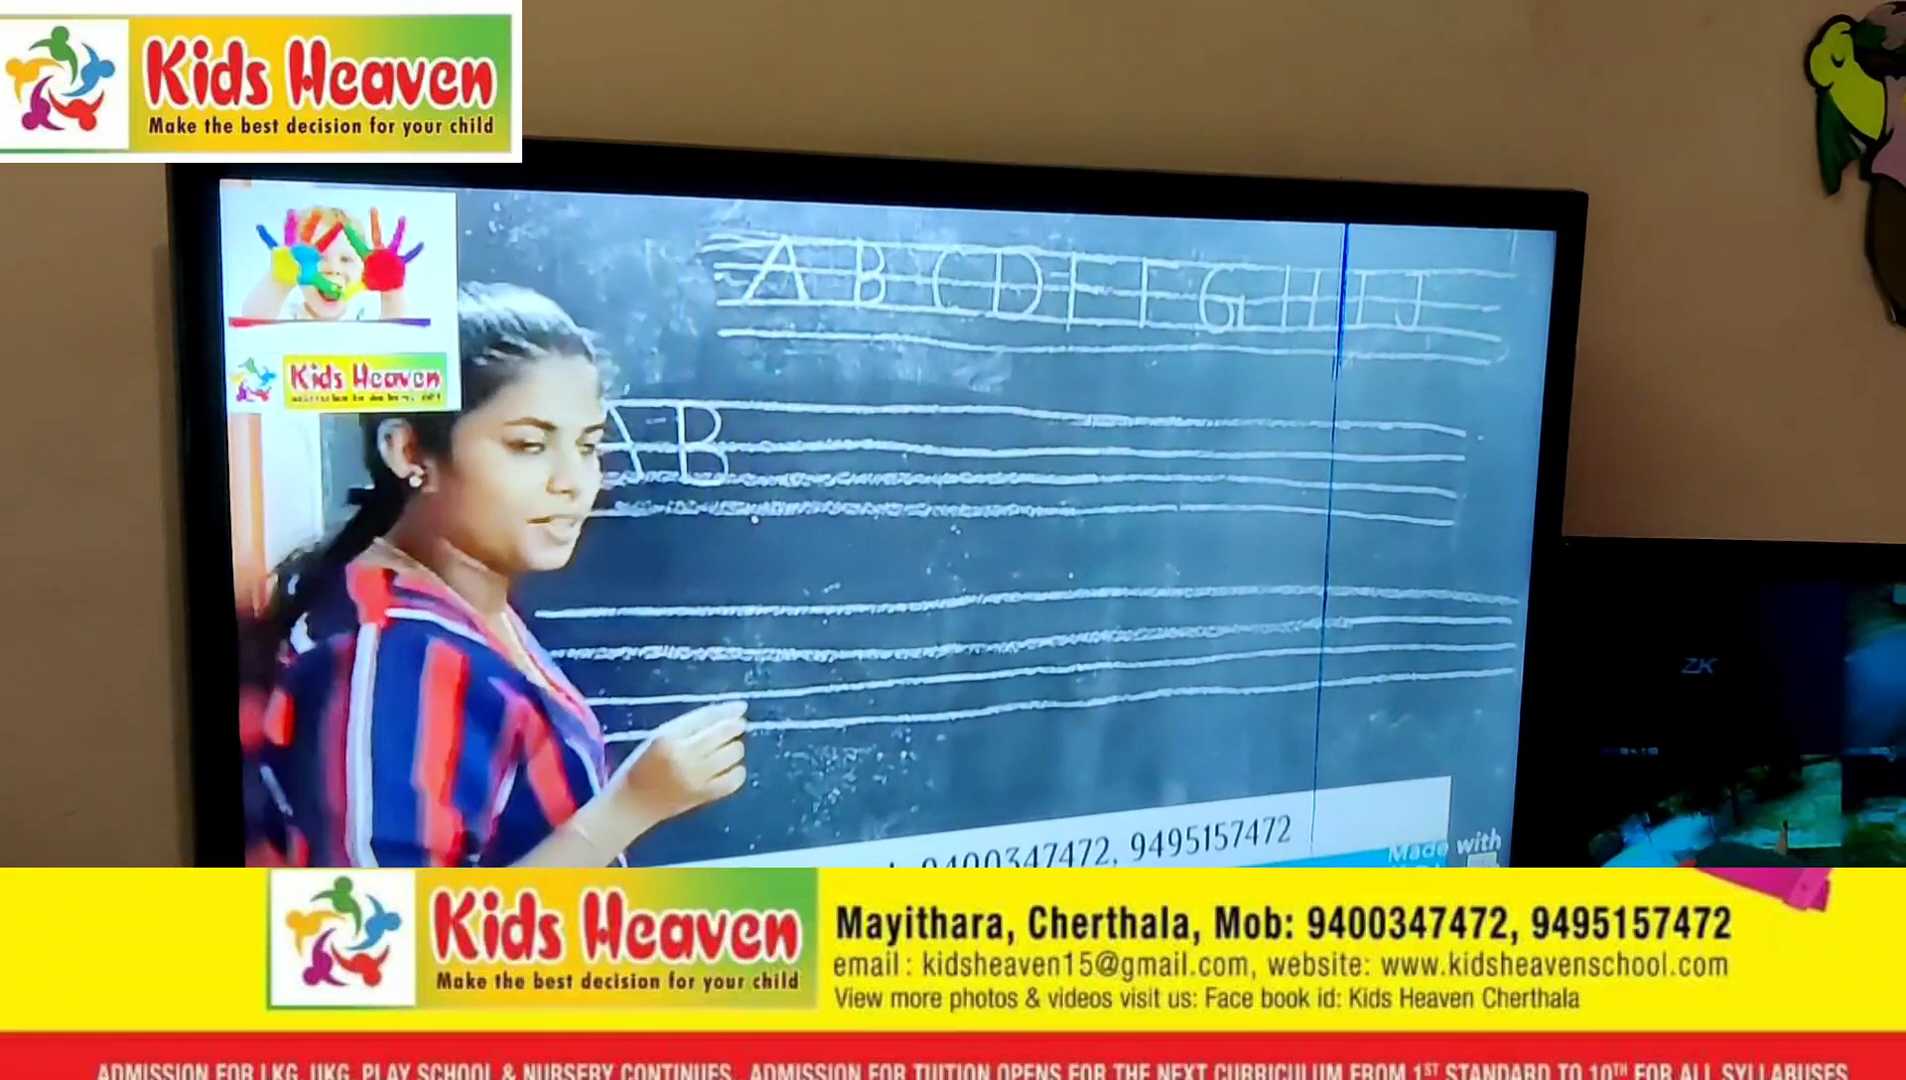 Kids Heaven
Make the best decision for your child
A B C D E F G H I J
Kids Heaven
A B
ZK
9400347472, 9495157472
Made with
Kids Heaven
Make the best decision for your child
Mayithara, Cherthala, Mob: 9400347472, 9495157472
email : kidsheaven15@gmail.com, website: www.kidsheavenschool.com
View more photos & videos visit us: Face book id: Kids Heaven Cherthala
ADMISSION FOR LKG, UKG, PLAY SCHOOL & NURSERY CONTINUES. ADMISSION FOR TUITION OPENS FOR THE NEXT CURRICULUM FROM 1ST STANDARD TO 10TH FOR ALL SYLLABUSES